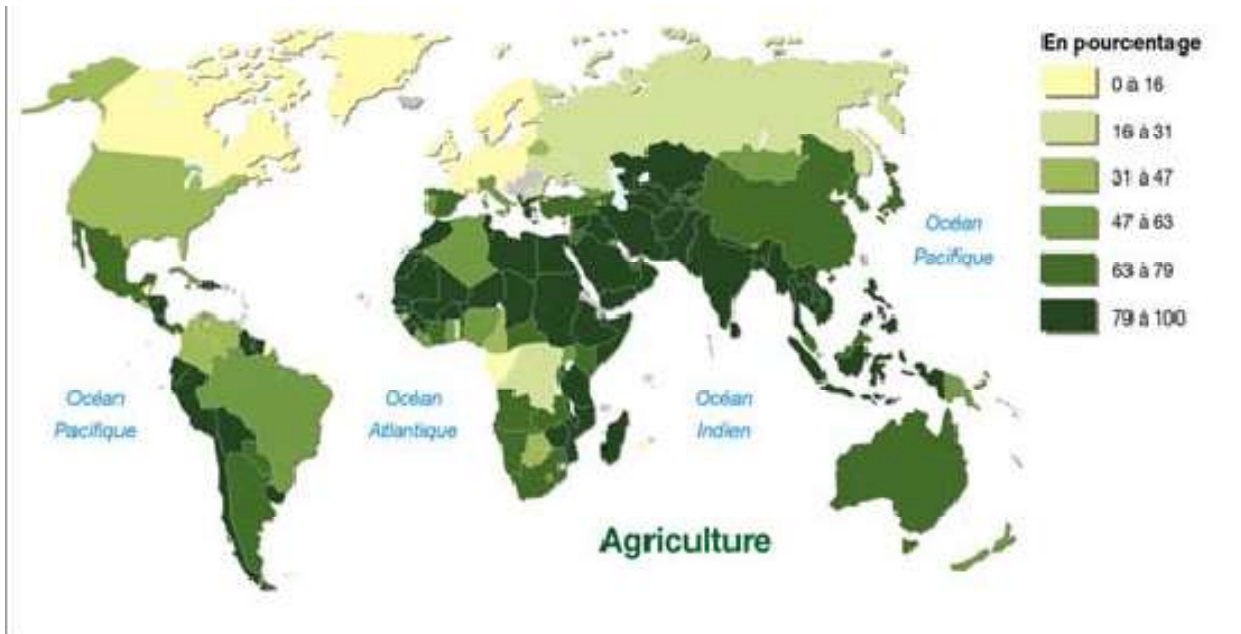 En pourcentage
0 à 16
16 à 31
31 à 47
47 à 63
63 à 79
79 à 100
Océan
Pacifique
Océan
Pacifique
Océan
Atlantique
Océan
Indien
Agriculture